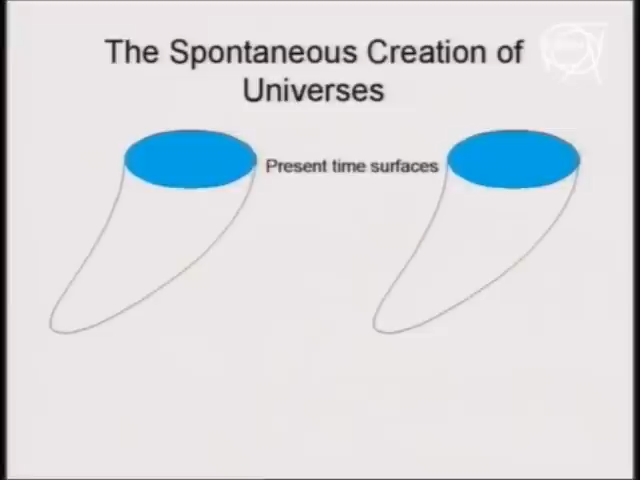 The Spontaneous Creation of
Universes
Present time surfaces